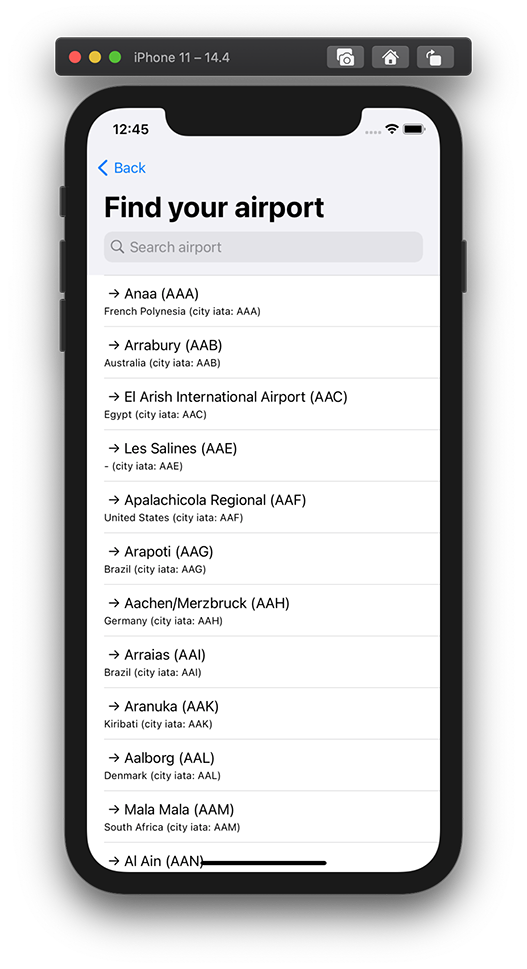 iPhone 11 – 14.4
12:45
Back
Find your airport
Search airport
→ Anaa (AAA)
French Polynesia (city iata: AAA)
→ Arrabury (AAB)
Australia (city iata: AAB)
→ El Arish International Airport (AAC)
Egypt (city iata: AAC)
→ Les Salines (AAE)
- (city iata: AAE)
→ Apalachicola Regional (AAF)
United States (city iata: AAF)
→ Arapoti (AAG)
Brazil (city iata: AAG)
→ Aachen/Merzbruck (AAH)
Germany (city iata: AAH)
→ Arraias (AAI)
Brazil (city iata: AAI)
→ Aranuka (AAK)
Kiribati (city iata: AAK)
→ Aalborg (AAL)
Denmark (city iata: AAL)
→ Mala Mala (AAM)
South Africa (city iata: AAM)
→ Al Ain (AAN)